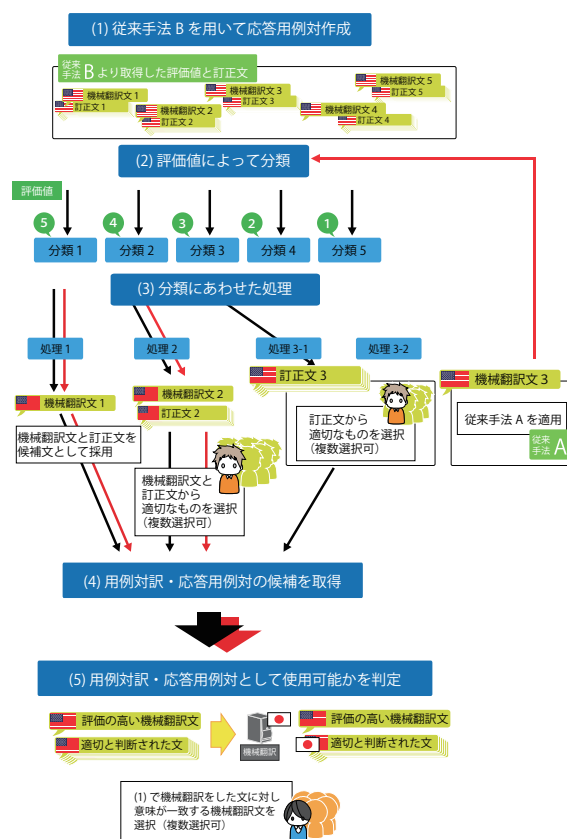 (1) 従来手法 B を用いて応答用例対作成
従来
手法 B より取得した評価値と訂正文
機械翻訳文 1
訂正文 1
機械翻訳文 2
訂正文 2
機械翻訳文 3
訂正文 3
機械翻訳文 4
訂正文 4
機械翻訳文 5
訂正文 5
(2) 評価値によって分類
評価値
5
4
3
2
1
分類 1
分類 2
分類 3
分類 4
分類 5
(3) 分類にあわせた処理
処理 1
処理 2
処理 3-1
処理 3-2
機械翻訳文 1
機械翻訳文と訂正文を
候補文として採用
機械翻訳文 2
訂正文 2
機械翻訳文と
訂正文から
適切なものを選択
（複数選択可）
訂正文 3
訂正文から
適切なものを選択
（複数選択可）
機械翻訳文 3
従来手法 A を適用
従来
手法 A
(4) 用例対訳・応答用例対の候補を取得
(5) 用例対訳・応答用例対として使用可能かを判定
評価の高い機械翻訳文
適切と判断された文
機械翻訳
評価の高い機械翻訳文
適切と判断された文
(1) で機械翻訳をした文に対し
意味が一致する機械翻訳文を
選択（複数選択可）